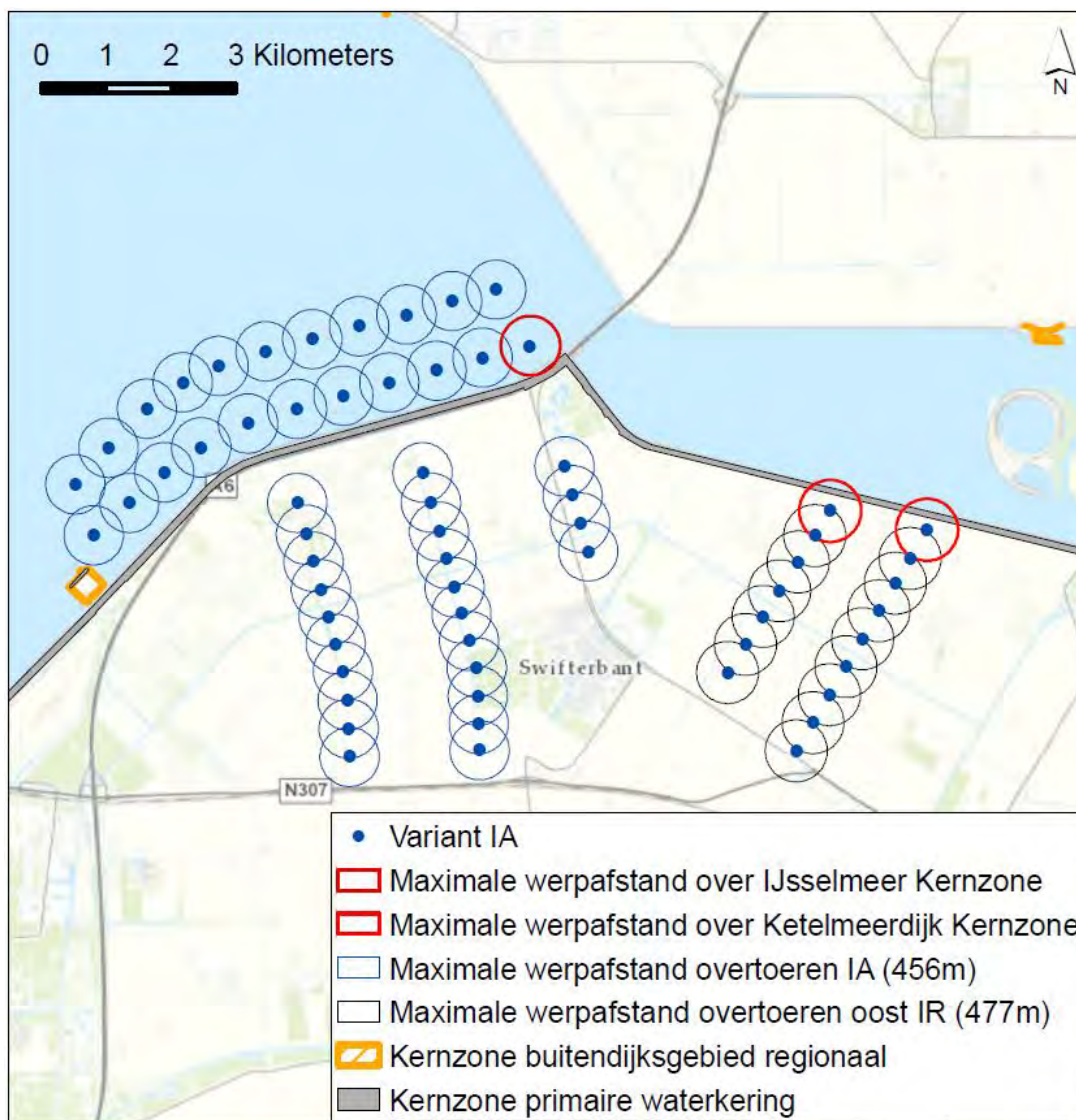 0 1 2 3 Kilometers
N
A6
Swifterbant
N307
Variant IA
Maximale werpafstand over IJsselmeer Kernzone
Maximale werpafstand over Ketelmeerdijk Kernzone
Maximale werpafstand overtoeren IA (456m)
Maximale werpafstand overtoeren oost IR (477m)
Kernzone buitendijksgebied regionaal
Kernzone primaire waterkering